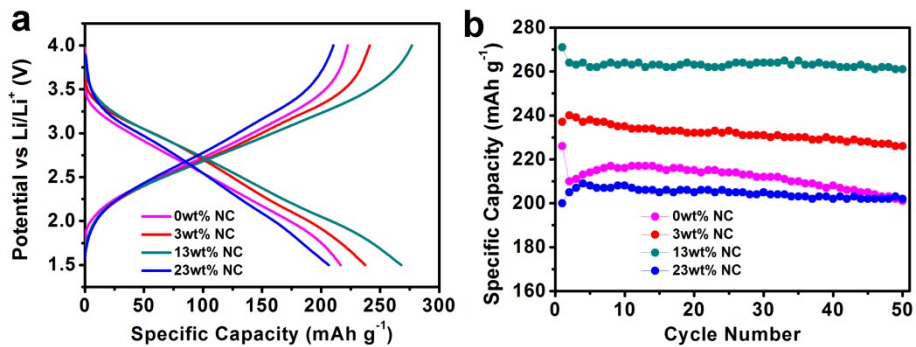 a
Potential vs Li/Li⁺ (V)
4.0
3.5
3.0
2.5
2.0
1.5
0wt% NC
3wt% NC
13wt% NC
23wt% NC
0 50 100 150 200 250 300
Specific Capacity (mAh g⁻¹)
b
Specific Capacity (mAh g⁻¹)
280
260
240
220
200
180
160
0wt% NC
3wt% NC
13wt% NC
23wt% NC
0 10 20 30 40 50
Cycle Number